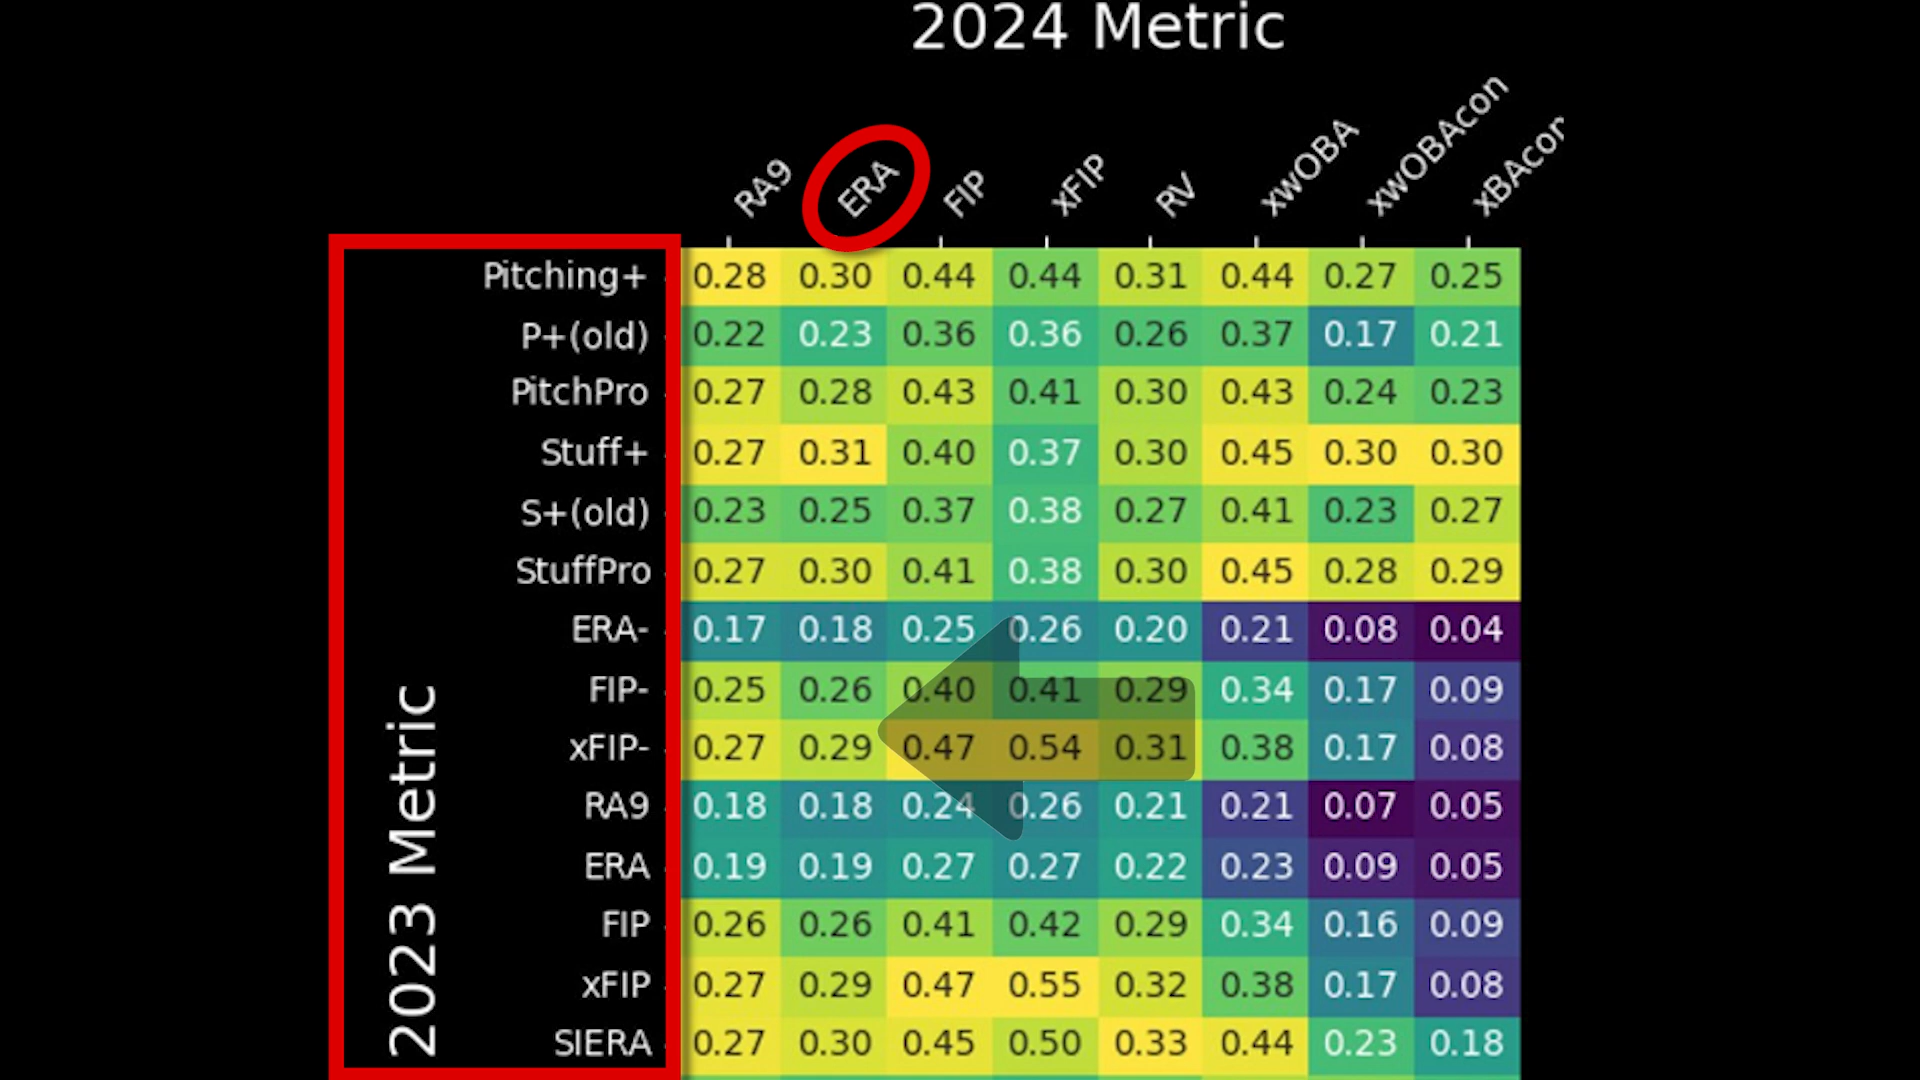 2024 Metric
RA9 ERA FIP xFIP RV xwOBA xwOBAcon xBAcon
2023 Metric
Pitching+ 0.28 0.30 0.44 0.44 0.31 0.44 0.27 0.25
P+(old) 0.22 0.23 0.36 0.36 0.26 0.37 0.17 0.21
PitchPro 0.27 0.28 0.43 0.41 0.30 0.43 0.24 0.23
Stuff+ 0.27 0.31 0.40 0.37 0.30 0.45 0.30 0.30
S+(old) 0.23 0.25 0.37 0.38 0.27 0.41 0.23 0.27
StuffPro 0.27 0.30 0.41 0.38 0.30 0.45 0.28 0.29
ERA- 0.17 0.18 0.25 0.26 0.20 0.21 0.08 0.04
FIP- 0.25 0.26 0.40 0.41 0.29 0.34 0.17 0.09
xFIP- 0.27 0.29 0.47 0.54 0.31 0.38 0.17 0.08
RA9 0.18 0.18 0.24 0.26 0.21 0.21 0.07 0.05
ERA 0.19 0.19 0.27 0.27 0.22 0.23 0.09 0.05
FIP 0.26 0.26 0.41 0.42 0.29 0.34 0.16 0.09
xFIP 0.27 0.29 0.47 0.55 0.32 0.38 0.17 0.08
SIERA 0.27 0.30 0.45 0.50 0.33 0.44 0.23 0.18